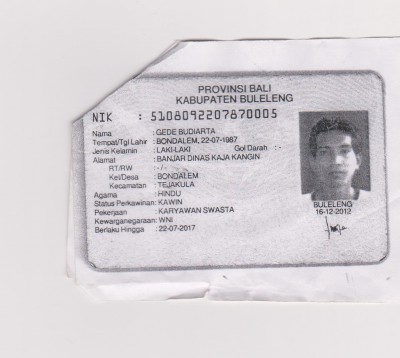 PROVINSI BALI
KABUPATEN BULELENG
NIK : 5108092207870005
Nama : GEDE BUDIARTA
Tempat/Tgl Lahir : BONDALEM, 22-07-1987
Jenis Kelamin : LAKI-LAKI Gol Darah : -
Alamat : BANJAR DINAS KAJA KANGIN
RT/RW : -/-
Kel/Desa : BONDALEM
Kecamatan : TEJAKULA
Agama : HINDU
Status Perkawinan: KAWIN
Pekerjaan : KARYAWAN SWASTA
Kewarganegaraan: WNI
Berlaku Hingga : 22-07-2017
BULELENG
16-12-2012